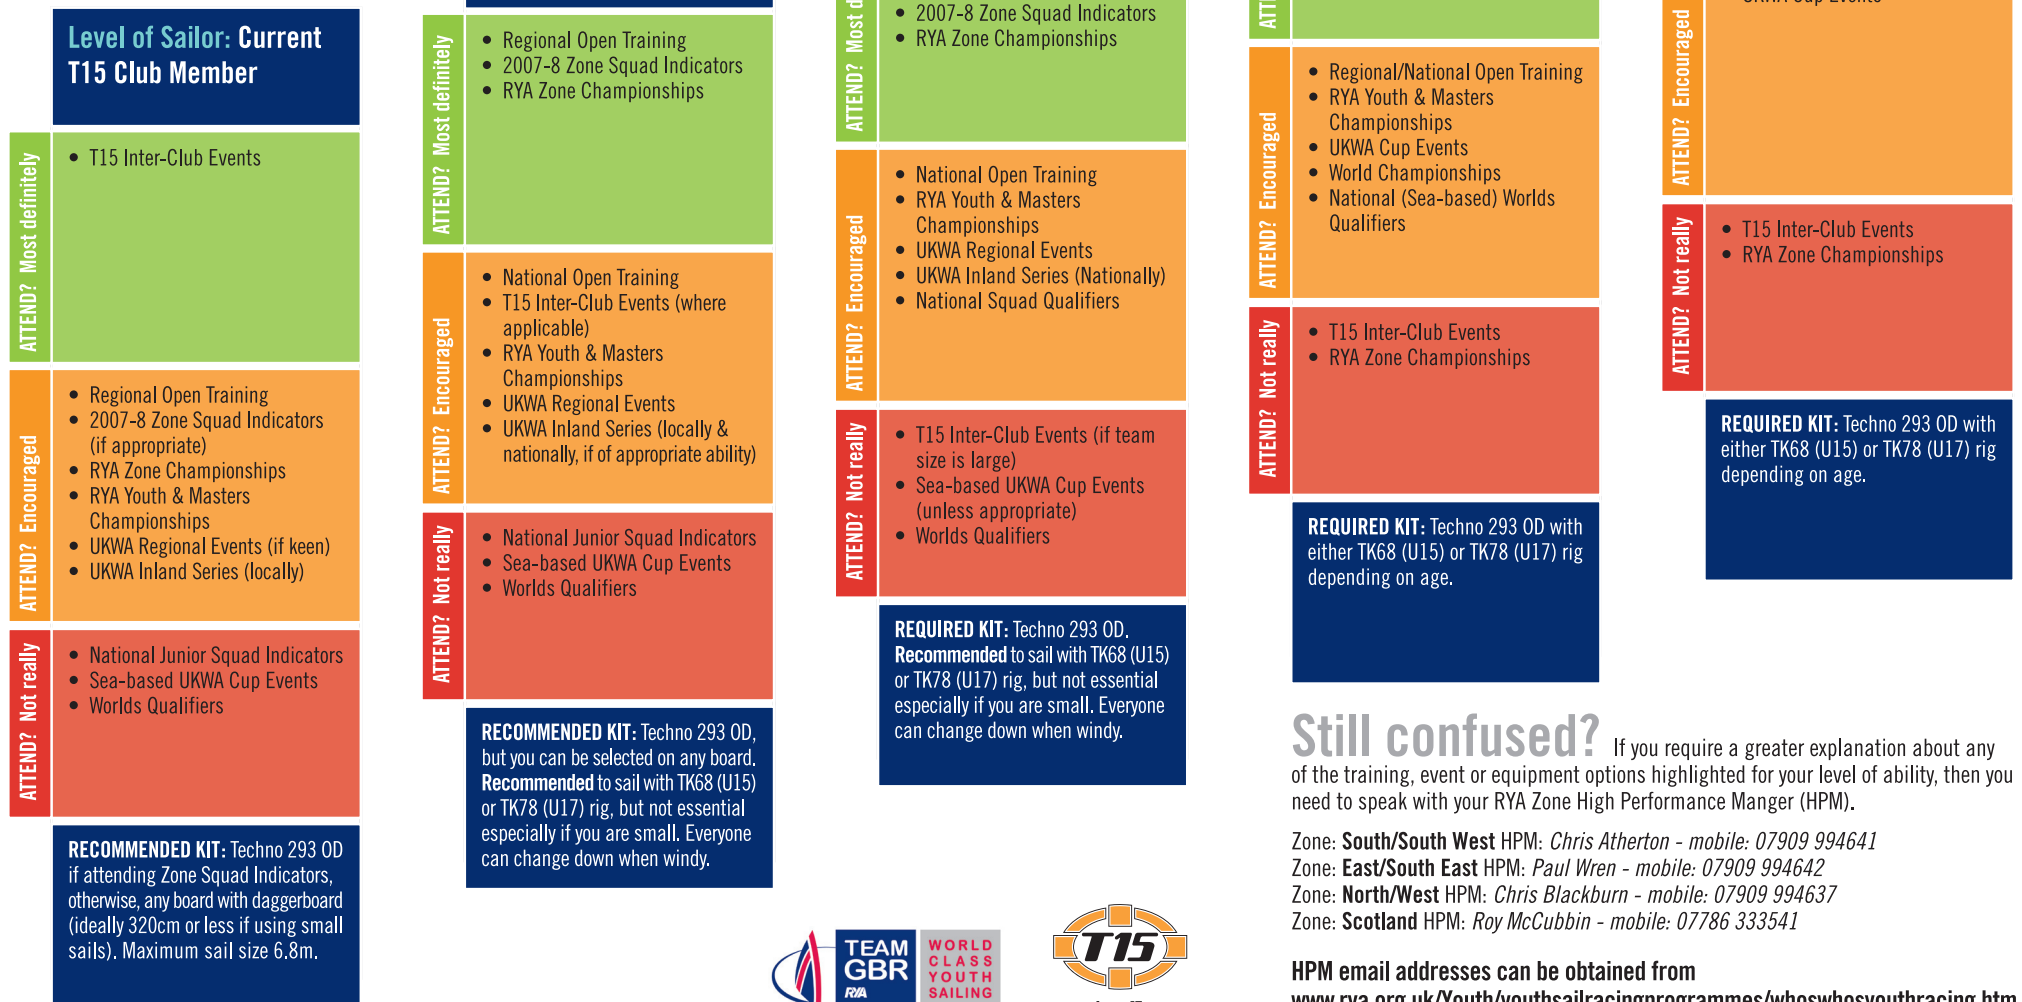 Level of Sailor: Current
T15 Club Member
ATTEND? Most definitely
• T15 Inter-Club Events
ATTEND? Encouraged
• Regional Open Training
• 2007-8 Zone Squad Indicators
(if appropriate)
• RYA Zone Championships
• RYA Youth & Masters
Championships
• UKWA Regional Events (if keen)
• UKWA Inland Series (locally)
ATTEND? Not really
• National Junior Squad Indicators
• Sea-based UKWA Cup Events
• Worlds Qualifiers
RECOMMENDED KIT: Techno 293 OD
if attending Zone Squad Indicators,
otherwise, any board with daggerboard
(ideally 320cm or less if using small
sails). Maximum sail size 6.8m.
ATTEND? Most definitely
• Regional Open Training
• 2007-8 Zone Squad Indicators
• RYA Zone Championships
ATTEND? Encouraged
• National Open Training
• T15 Inter-Club Events (where
applicable)
• RYA Youth & Masters
Championships
• UKWA Regional Events
• UKWA Inland Series (locally &
nationally, if of appropriate ability)
ATTEND? Not really
• National Junior Squad Indicators
• Sea-based UKWA Cup Events
• Worlds Qualifiers
RECOMMENDED KIT: Techno 293 OD,
but you can be selected on any board.
Recommended to sail with TK68 (U15)
or TK78 (U17) rig, but not essential
especially if you are small. Everyone
can change down when windy.
ATTEND? Most
• 2007-8 Zone Squad Indicators
• RYA Zone Championships
ATTEND? Encouraged
• National Open Training
• RYA Youth & Masters
Championships
• UKWA Regional Events
• UKWA Inland Series (Nationally)
• National Squad Qualifiers
ATTEND? Not really
• T15 Inter-Club Events (if team
size is large)
• Sea-based UKWA Cup Events
(unless appropriate)
• Worlds Qualifiers
REQUIRED KIT: Techno 293 OD.
Recommended to sail with TK68 (U15)
or TK78 (U17) rig, but not essential
especially if you are small. Everyone
can change down when windy.
ATTEND? Encouraged
• Regional/National Open Training
• RYA Youth & Masters
Championships
• UKWA Cup Events
• World Championships
• National (Sea-based) Worlds
Qualifiers
ATTEND? Not really
• T15 Inter-Club Events
• RYA Zone Championships
REQUIRED KIT: Techno 293 OD with
either TK68 (U15) or TK78 (U17) rig
depending on age.
ATTEND? Encouraged
Cup Events
ATTEND? Not really
• T15 Inter-Club Events
• RYA Zone Championships
REQUIRED KIT: Techno 293 OD with
either TK68 (U15) or TK78 (U17) rig
depending on age.
Still confused? If you require a greater explanation about any
of the training, event or equipment options highlighted for your level of ability, then you
need to speak with your RYA Zone High Performance Manger (HPM).
Zone: South/South West HPM: Chris Atherton - mobile: 07909 994641
Zone: East/South East HPM: Paul Wren - mobile: 07909 994642
Zone: North/West HPM: Chris Blackburn - mobile: 07909 994637
Zone: Scotland HPM: Roy McCubbin - mobile: 07786 333541
HPM email addresses can be obtained from
www.rya.org.uk/Youth/youthsailracingprogrammes/whoswhosyouthracing.htm
TEAM
GBR
RYA
WORLD
CLASS
YOUTH
SAILING
T15